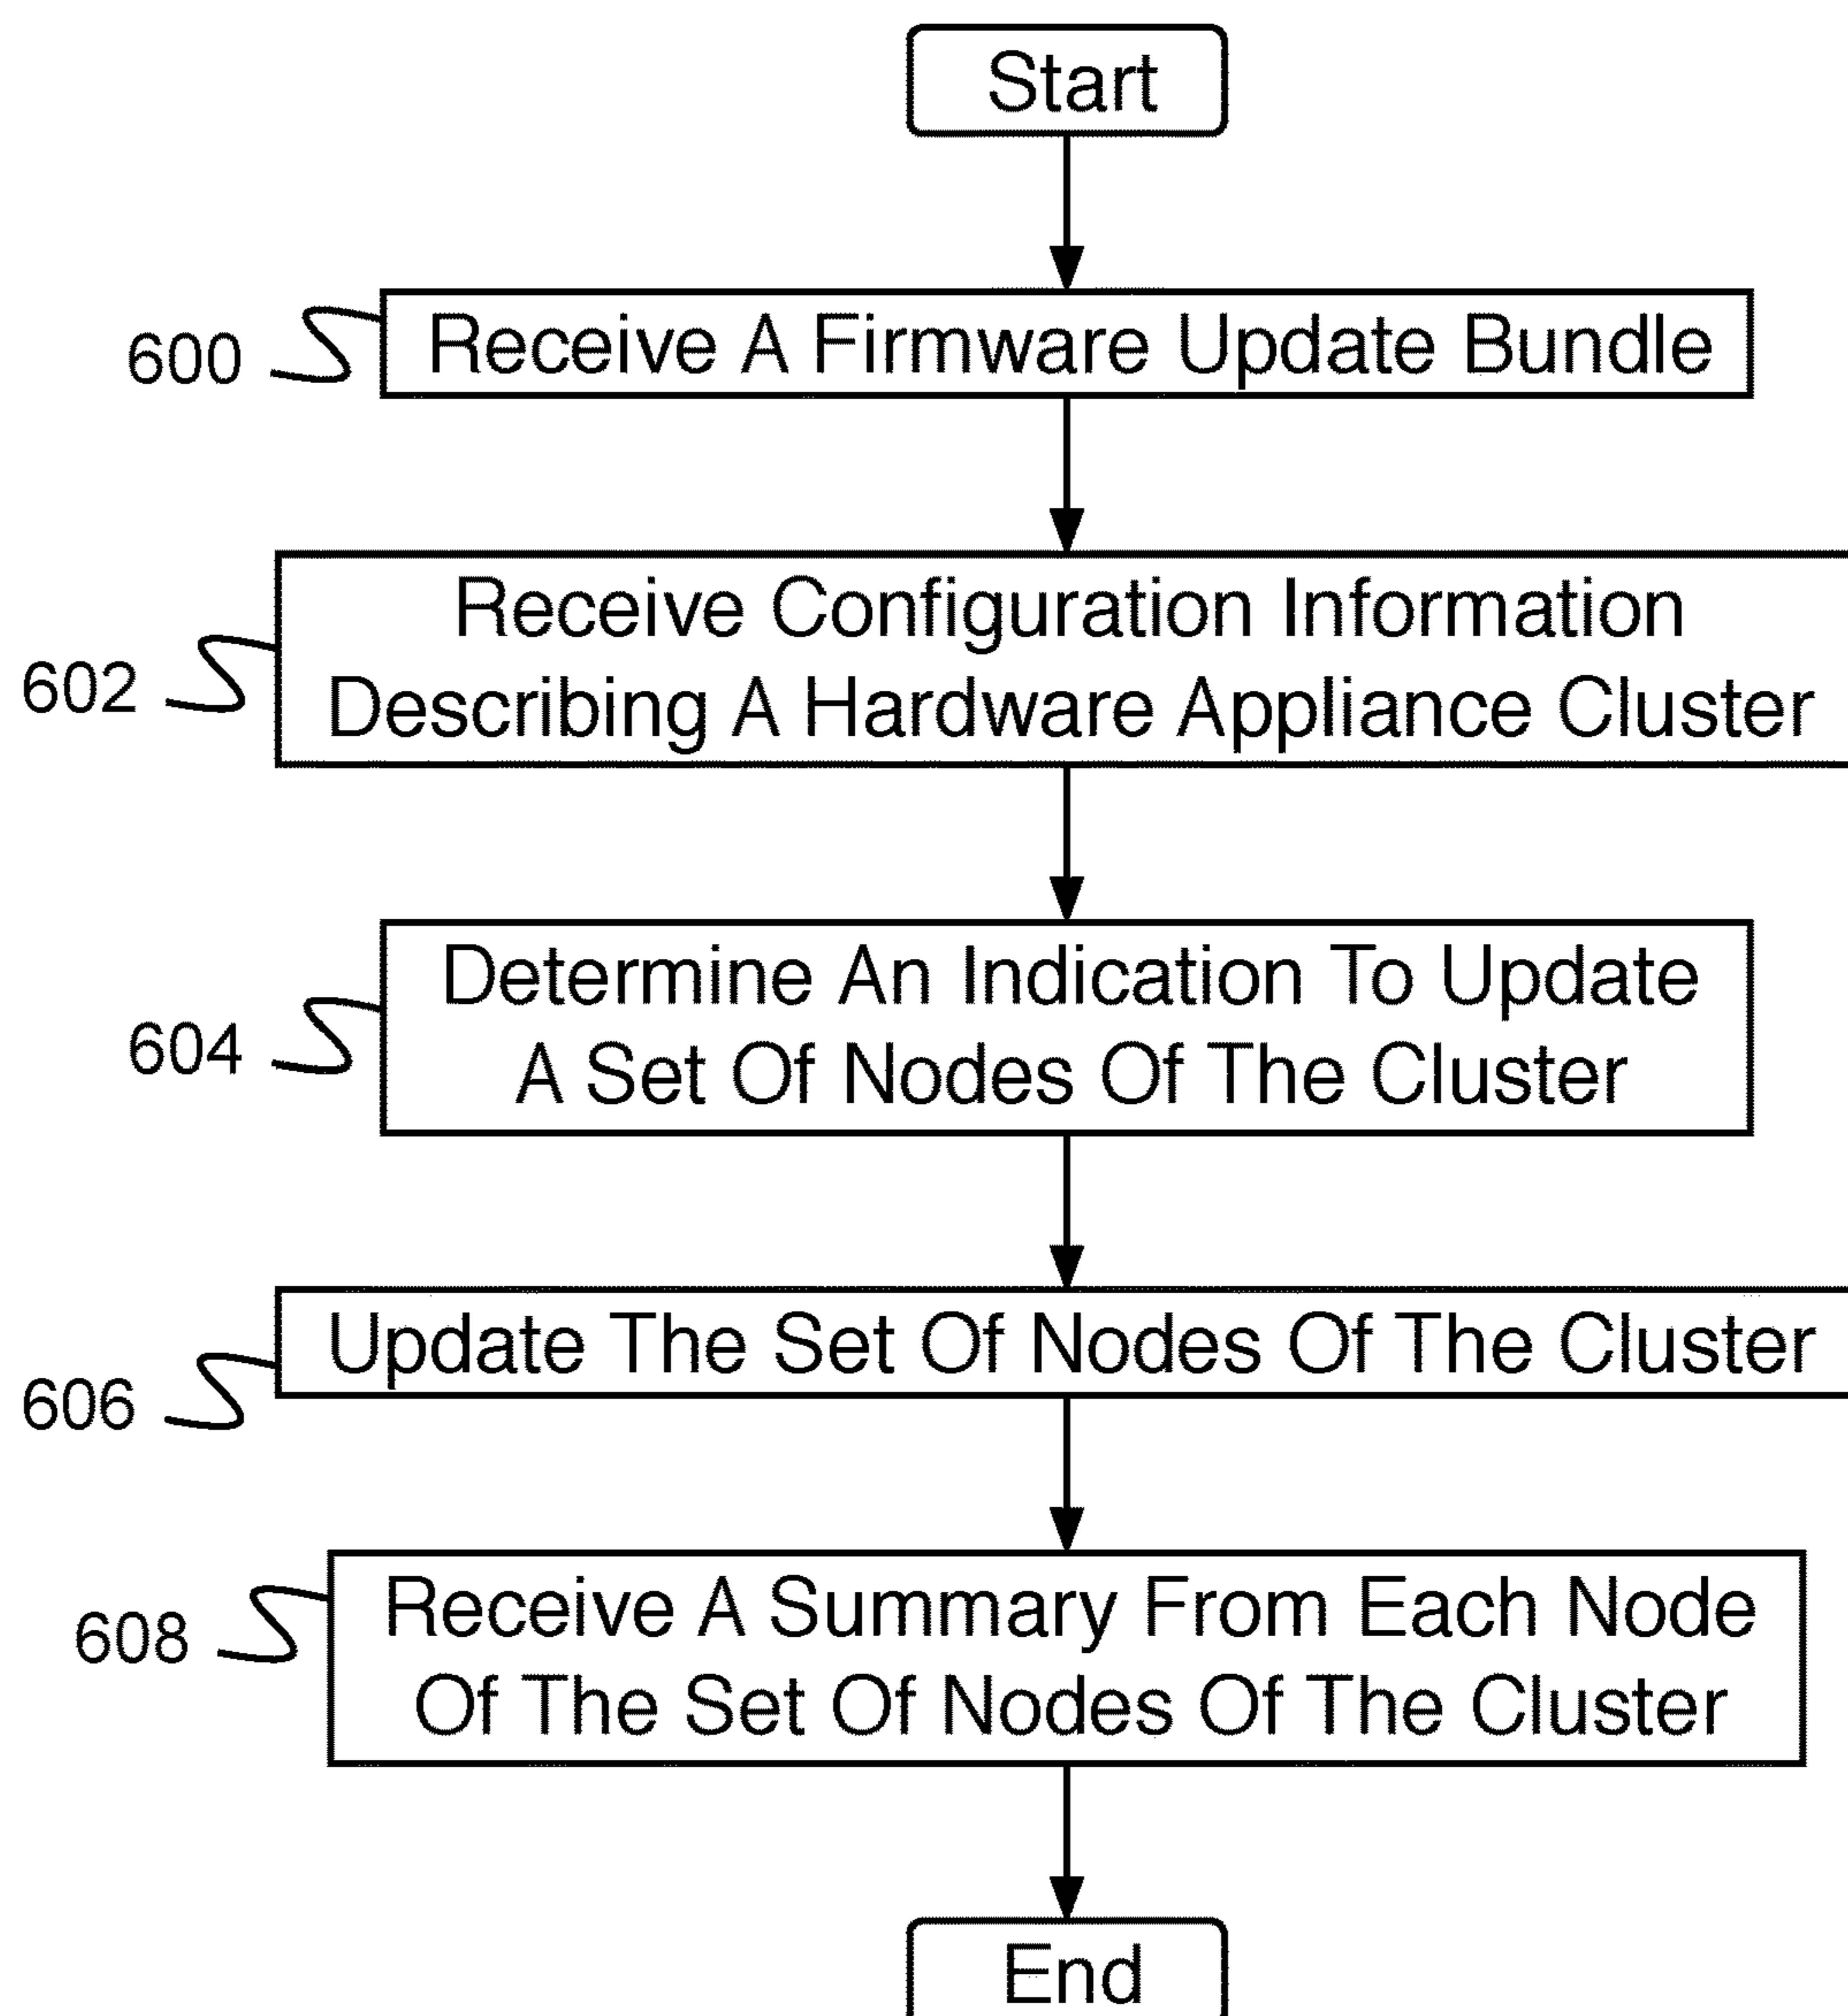 Start
600
Receive A Firmware Update Bundle
602
Receive Configuration Information
Describing A Hardware Appliance Cluster
604
Determine An Indication To Update
A Set Of Nodes Of The Cluster
606
Update The Set Of Nodes Of The Cluster
608
Receive A Summary From Each Node
Of The Set Of Nodes Of The Cluster
End